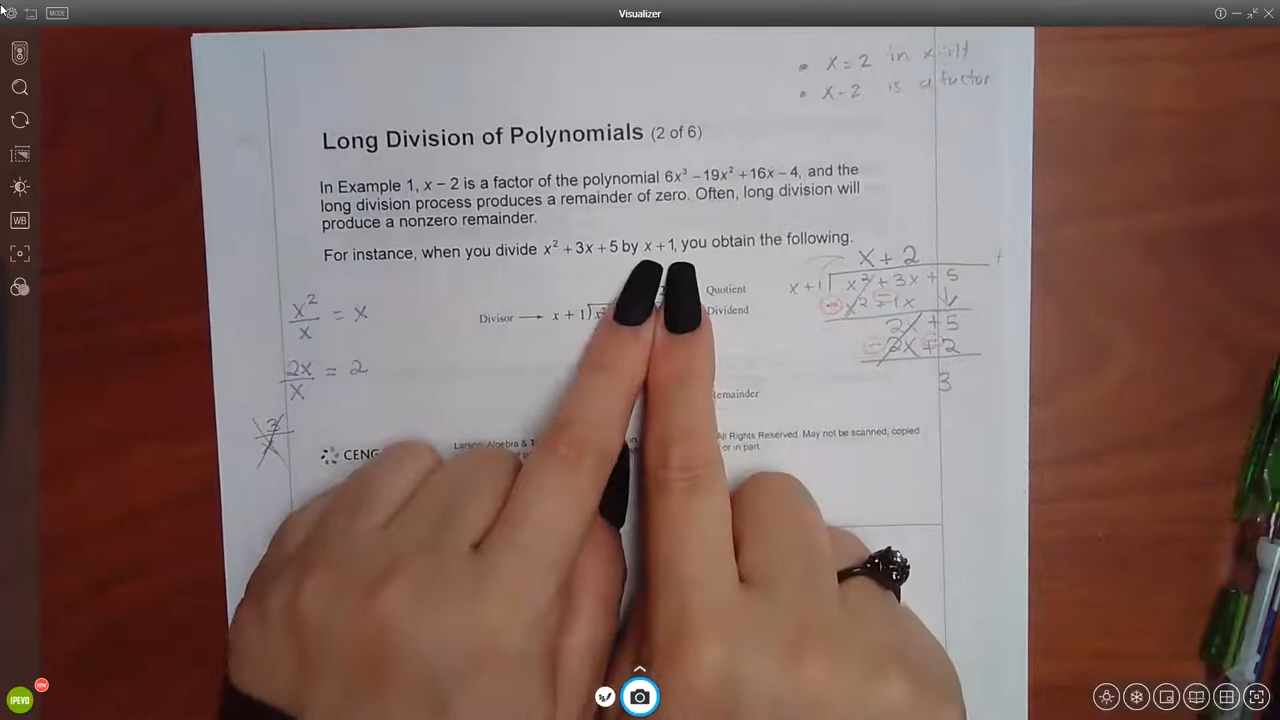 MODE
Visualizer
• x = 2 in x-int
• x - 2 is a factor
Long Division of Polynomials (2 of 6)
In Example 1, x − 2 is a factor of the polynomial 6x³ − 19x² + 16x − 4, and the
long division process produces a remainder of zero. Often, long division will
produce a nonzero remainder.
For instance, when you divide x² + 3x + 5 by x + 1, you obtain the following.
x + 2
x + 1 x² + 3x + 5
− x² + 1x
2x + 5
− 2x + 2
3
x²/x = x
2x/x = 2
3/x
Quotient
Divisor → x + 1 Dividend
Remainder
CENG
Larson, Algebra & T
All Rights Reserved. May not be scanned, copied
or in part.
IPEVO
new